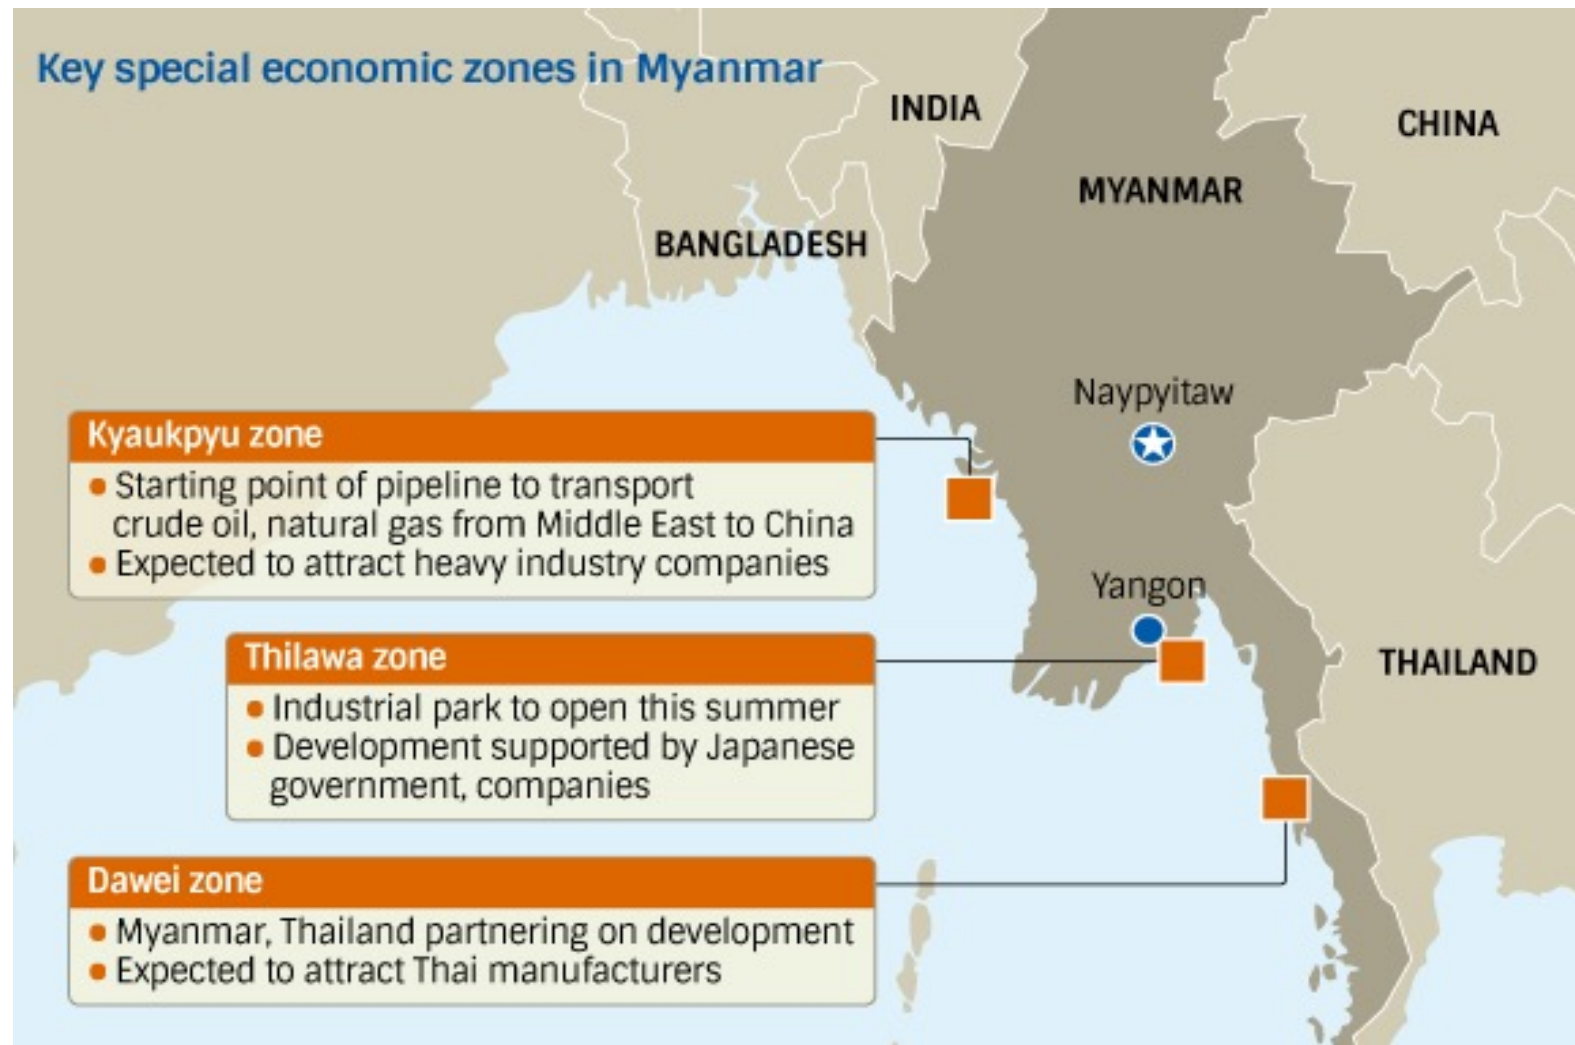 Key special economic zones in Myanmar
INDIA
CHINA
MYANMAR
BANGLADESH
Naypyitaw
Kyaukpyu zone
• Starting point of pipeline to transport
crude oil, natural gas from Middle East to China
• Expected to attract heavy industry companies
Yangon
Thilawa zone
• Industrial park to open this summer
• Development supported by Japanese
government, companies
THAILAND
Dawei zone
• Myanmar, Thailand partnering on development
• Expected to attract Thai manufacturers